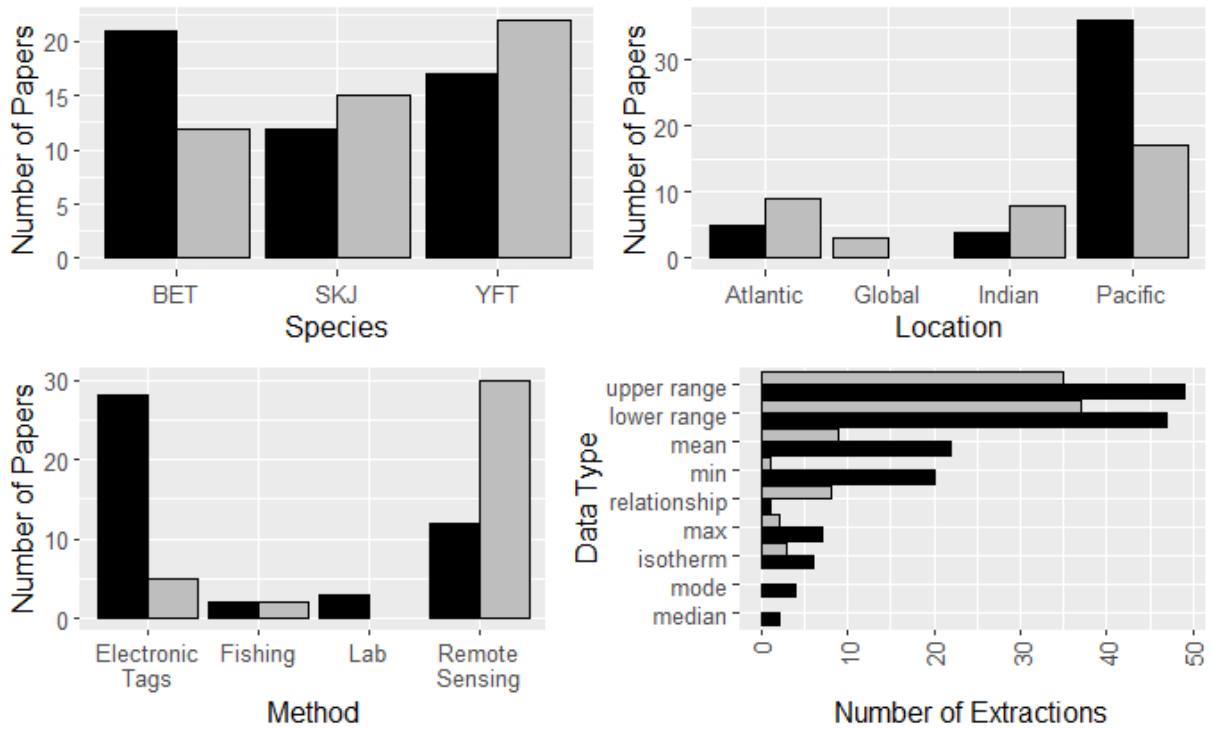 Number of Papers
20
15
10
5
0
BET SKJ YFT
Species
Number of Papers
30
20
10
0
Atlantic Global Indian Pacific
Location
Number of Papers
30
20
10
0
Electronic Fishing Lab Remote
Tags Sensing
Method
Data Type
upper range
lower range
mean
min
relationship
max
isotherm
mode
median
0 10 20 30 40 50
Number of Extractions